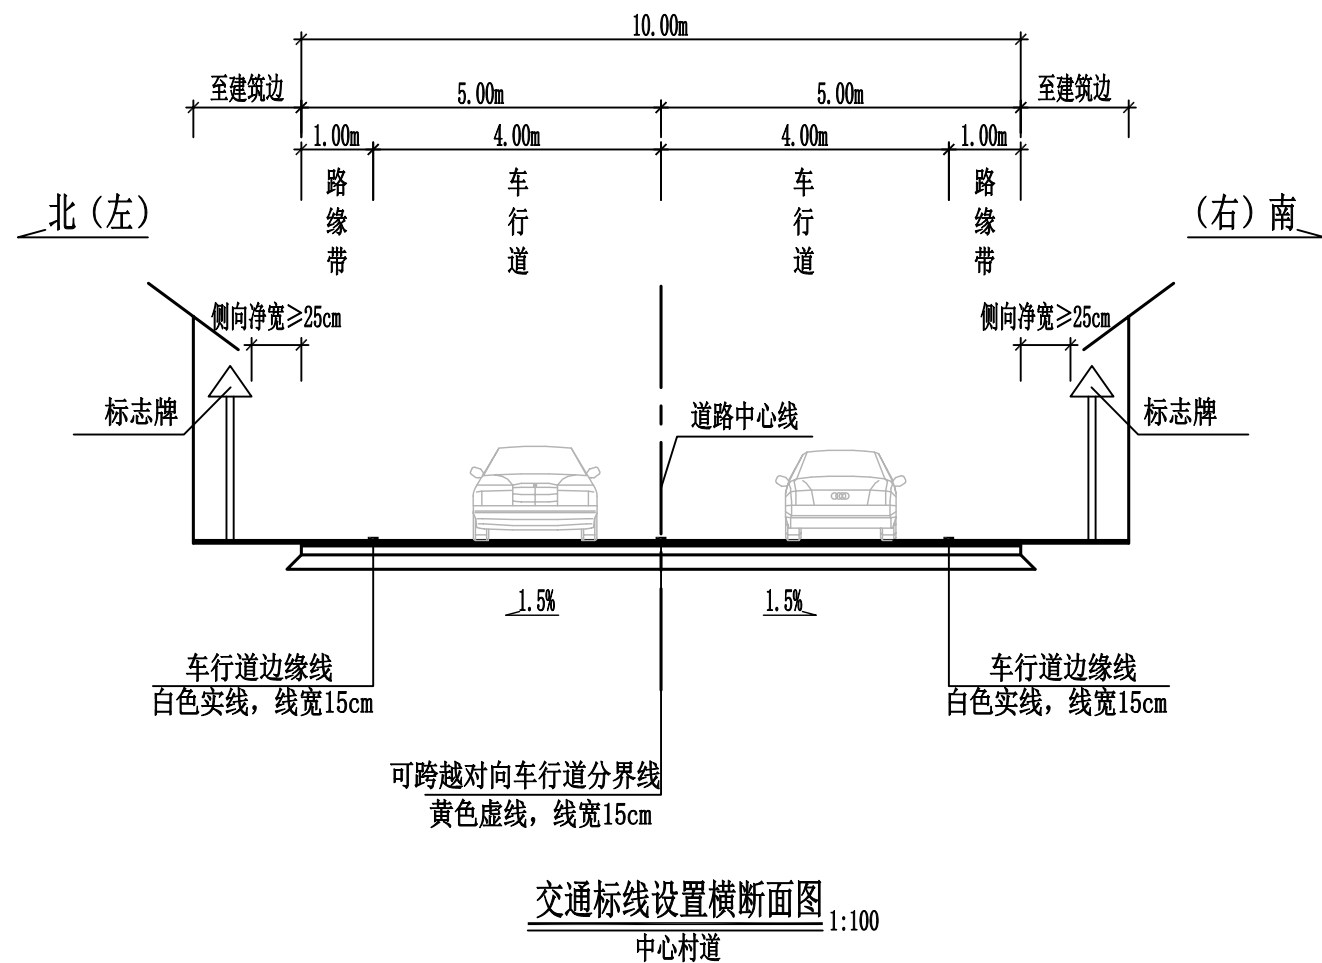 10.00m
至建筑边
5.00m
5.00m
至建筑边
1.00m
4.00m
4.00m
1.00m
路缘带
车行道
车行道
路缘带
北（左）
（右）南
侧向净宽≥25cm
侧向净宽≥25cm
标志牌
道路中心线
标志牌
1.5%
1.5%
车行道边缘线
白色实线，线宽15cm
车行道边缘线
白色实线，线宽15cm
可跨越对向车行道分界线
黄色虚线，线宽15cm
交通标线设置横断面图 1:100
中心村道